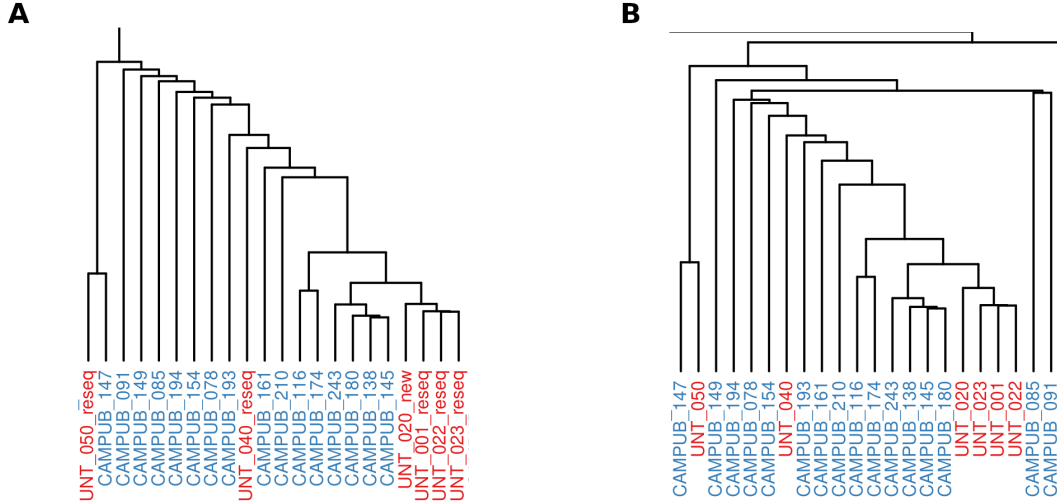 A
UNT_050_reseq
CAMPUB_147
CAMPUB_091
CAMPUB_149
CAMPUB_085
CAMPUB_194
CAMPUB_154
CAMPUB_078
CAMPUB_193
UNT_040_reseq
CAMPUB_161
CAMPUB_210
CAMPUB_116
CAMPUB_174
CAMPUB_243
CAMPUB_180
CAMPUB_138
CAMPUB_145
UNT_020_new
UNT_001_reseq
UNT_022_reseq
UNT_023_reseq
B
CAMPUB_147
UNT_050
CAMPUB_149
CAMPUB_194
CAMPUB_078
CAMPUB_154
UNT_040
CAMPUB_193
CAMPUB_161
CAMPUB_210
CAMPUB_116
CAMPUB_174
CAMPUB_243
CAMPUB_138
CAMPUB_145
CAMPUB_180
UNT_020
UNT_023
UNT_001
UNT_022
CAMPUB_085
CAMPUB_091